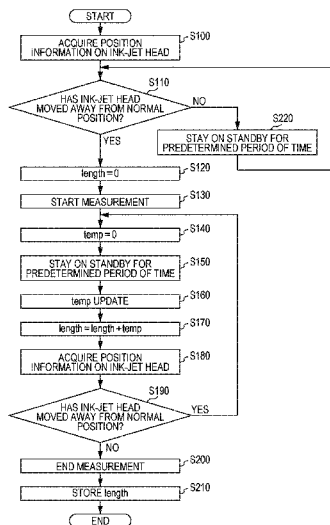 START
S100
ACQUIRE POSITION
INFORMATION ON INK-JET HEAD
S110
HAS INK-JET HEAD
MOVED AWAY FROM NORMAL
POSITION?
NO
YES
S220
STAY ON STANDBY FOR
PREDETERMINED PERIOD OF TIME
length = 0
S120
START MEASUREMENT
S130
temp = 0
S140
STAY ON STANDBY FOR
PREDETERMINED PERIOD OF TIME
S150
temp UPDATE
S160
length = length + temp
S170
ACQUIRE POSITION
INFORMATION ON INK-JET HEAD
S180
S190
HAS INK-JET HEAD
MOVED AWAY FROM NORMAL
POSITION?
YES
NO
END MEASUREMENT
S200
STORE length
S210
END